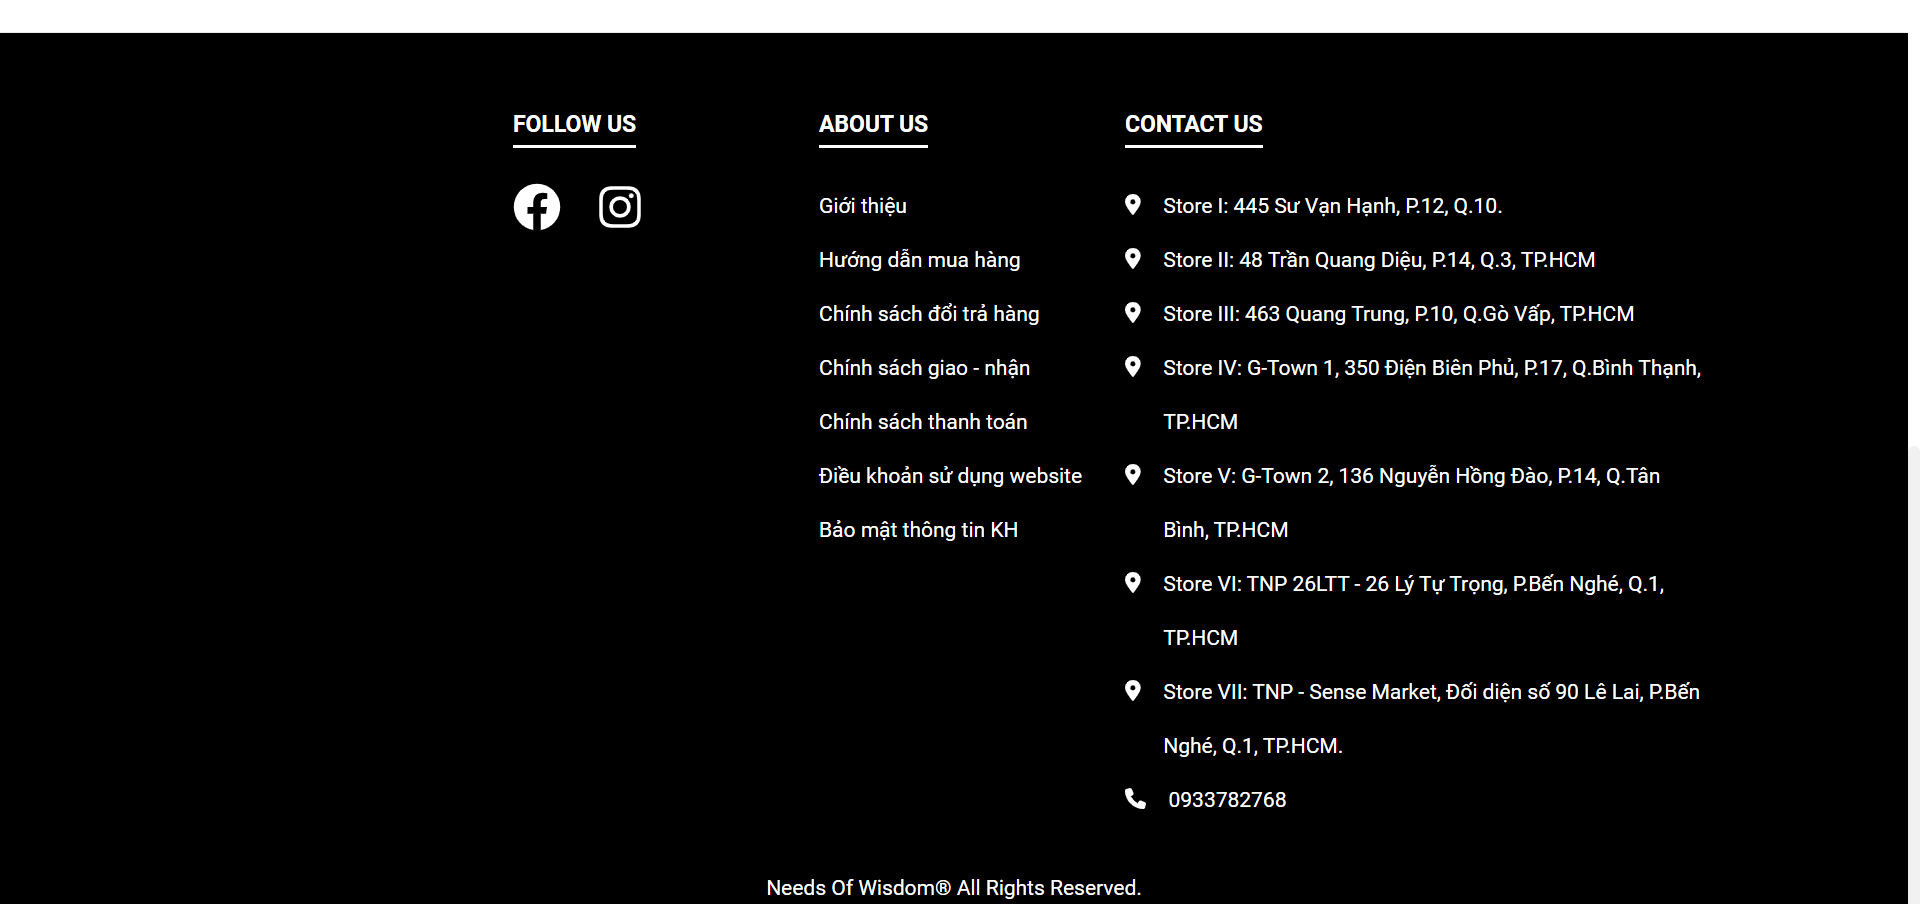 FOLLOW US
ABOUT US
Giới thiệu
Hướng dẫn mua hàng
Chính sách đổi trả hàng
Chính sách giao - nhận
Chính sách thanh toán
Điều khoản sử dụng website
Bảo mật thông tin KH
CONTACT US
Store I: 445 Sư Vạn Hạnh, P.12, Q.10.
Store II: 48 Trần Quang Diệu, P.14, Q.3, TP.HCM
Store III: 463 Quang Trung, P.10, Q.Gò Vấp, TP.HCM
Store IV: G-Town 1, 350 Điện Biên Phủ, P.17, Q.Bình Thạnh,
TP.HCM
Store V: G-Town 2, 136 Nguyễn Hồng Đào, P.14, Q.Tân
Bình, TP.HCM
Store VI: TNP 26LTT - 26 Lý Tự Trọng, P.Bến Nghé, Q.1,
TP.HCM
Store VII: TNP - Sense Market, Đối diện số 90 Lê Lai, P.Bến
Nghé, Q.1, TP.HCM.
0933782768
Needs Of Wisdom® All Rights Reserved.